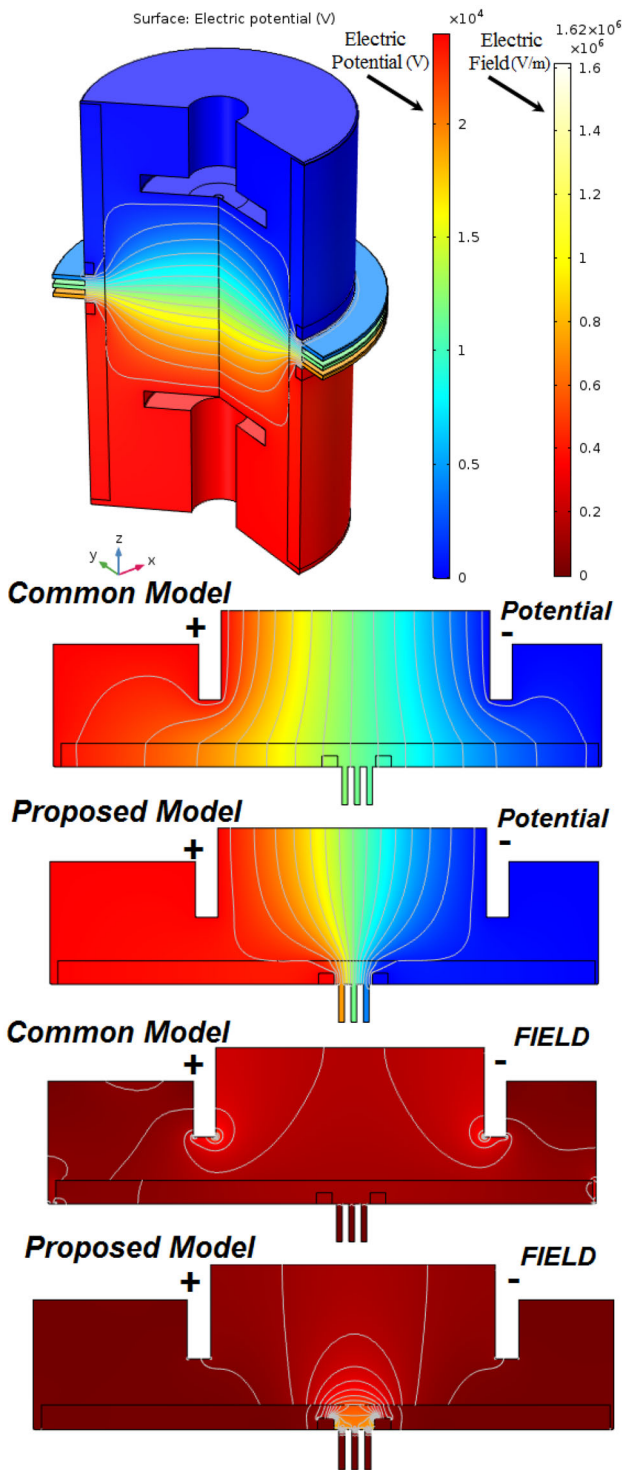 Surface: Electric potential (V)
×10⁴
1.62×10⁶
×10⁶
Electric
Potential (V)
Electric
Field (V/m)
2
1.5
1
0.5
0
1.6
1.4
1.2
1
0.8
0.6
0.4
0.2
0
z
y
x
Common Model
+
-
Potential
Proposed Model
+
-
Potential
Common Model
+
-
FIELD
Proposed Model
+
-
FIELD